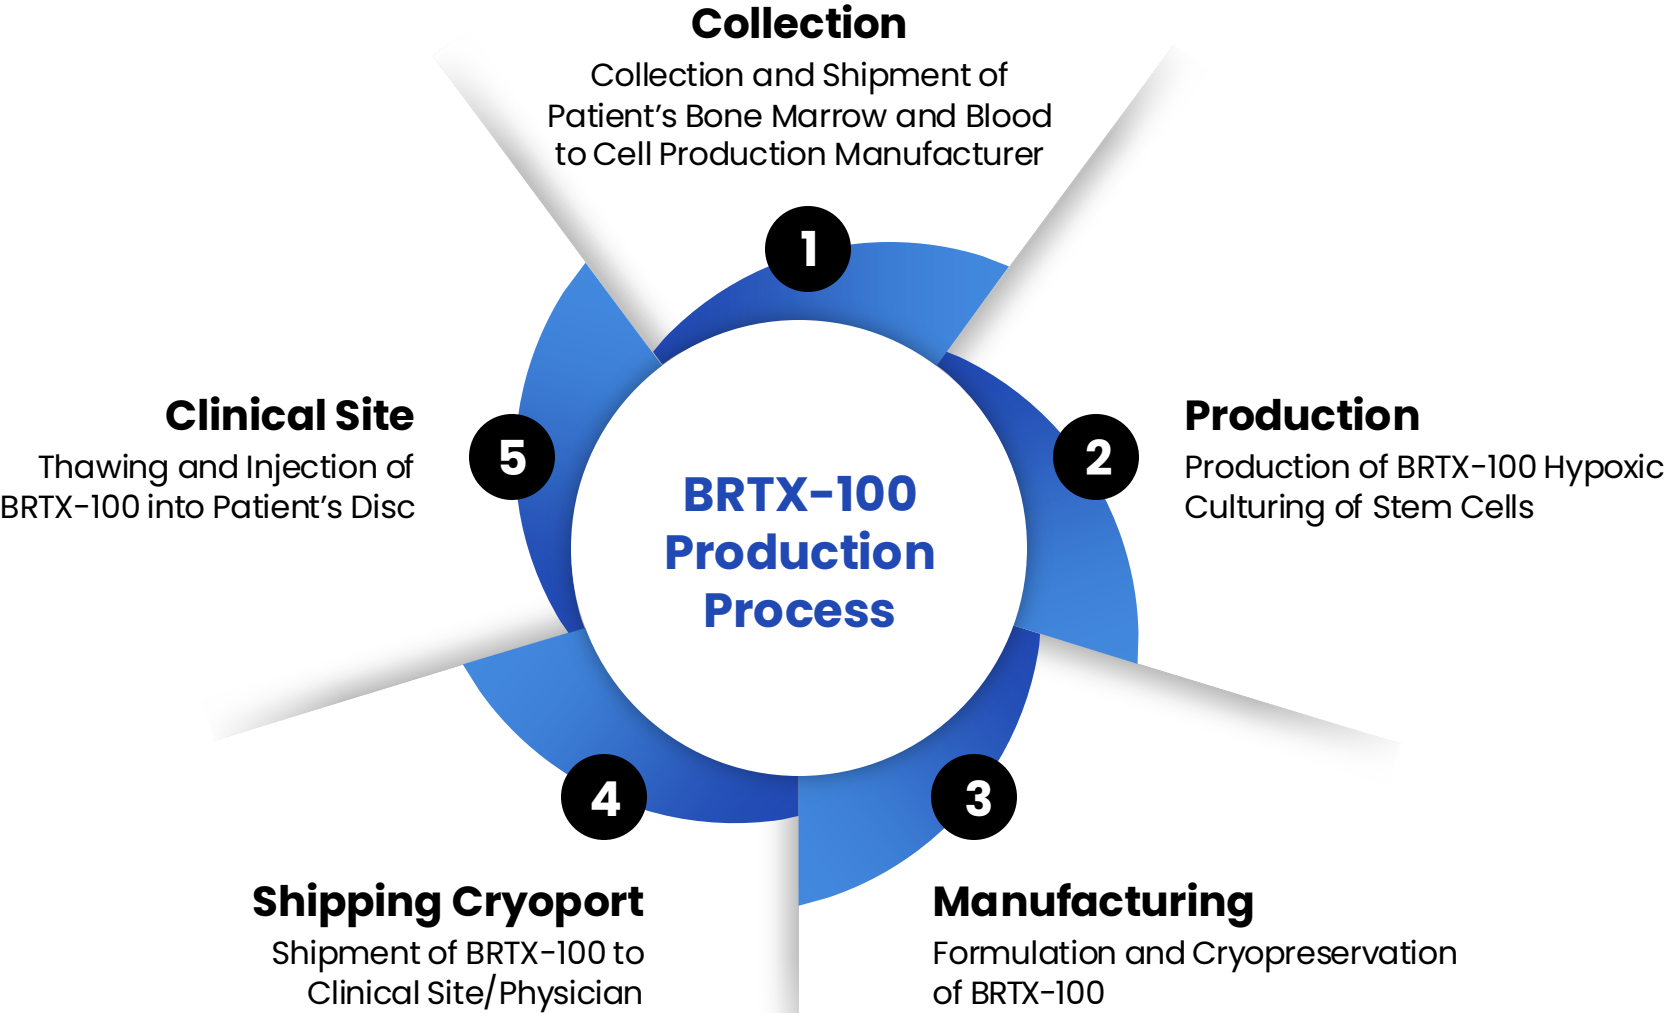 Collection
Collection and Shipment of
Patient’s Bone Marrow and Blood
to Cell Production Manufacturer
1
2
Production
Production of BRTX-100 Hypoxic
Culturing of Stem Cells
3
Manufacturing
Formulation and Cryopreservation
of BRTX-100
4
Shipping Cryoport
Shipment of BRTX-100 to
Clinical Site/Physician
5
Clinical Site
Thawing and Injection of
BRTX-100 into Patient’s Disc
BRTX-100
Production
Process